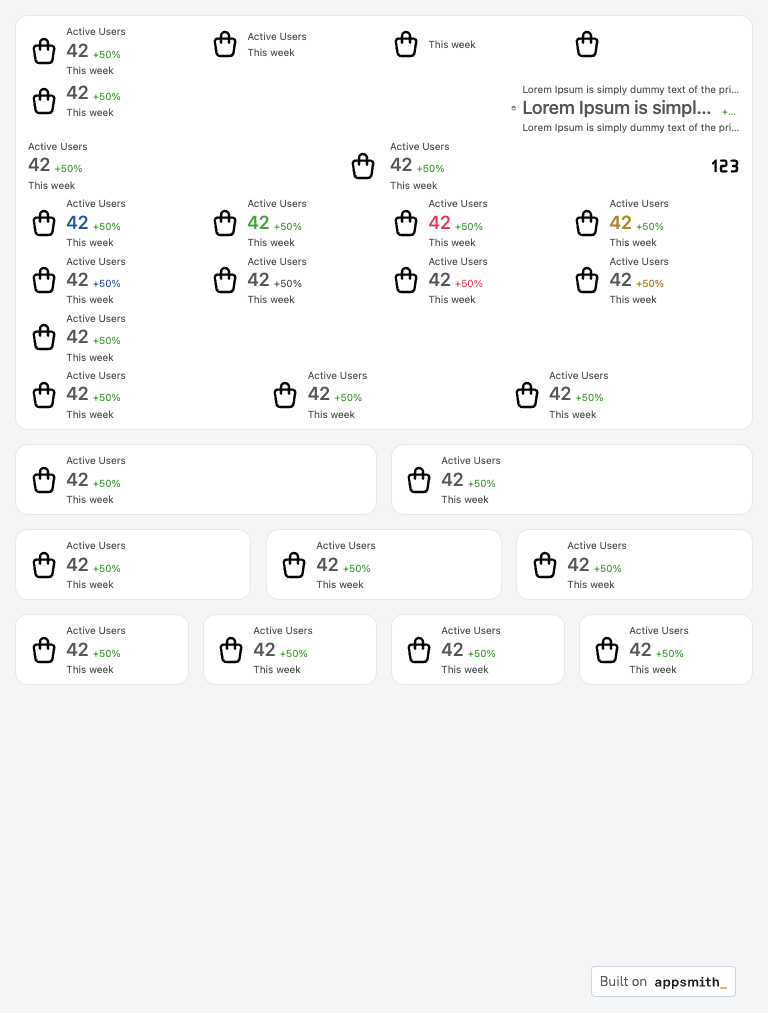 Active Users
42 +50%
This week
Active Users
This week
This week
42 +50%
This week
Lorem Ipsum is simply dummy text of the pri...
Lorem Ipsum is simpl... +...
Lorem Ipsum is simply dummy text of the pri...
Active Users
42 +50%
This week
Active Users
42 +50%
This week
123
Active Users
42 +50%
This week
Active Users
42 +50%
This week
Active Users
42 +50%
This week
Active Users
42 +50%
This week
Active Users
42 +50%
This week
Active Users
42 +50%
This week
Active Users
42 +50%
This week
Active Users
42 +50%
This week
Active Users
42 +50%
This week
Active Users
42 +50%
This week
Active Users
42 +50%
This week
Active Users
42 +50%
This week
Active Users
42 +50%
This week
Active Users
42 +50%
This week
Active Users
42 +50%
This week
Active Users
42 +50%
This week
Active Users
42 +50%
This week
Active Users
42 +50%
This week
Active Users
42 +50%
This week
Active Users
42 +50%
This week
Active Users
42 +50%
This week
Built on appsmith_